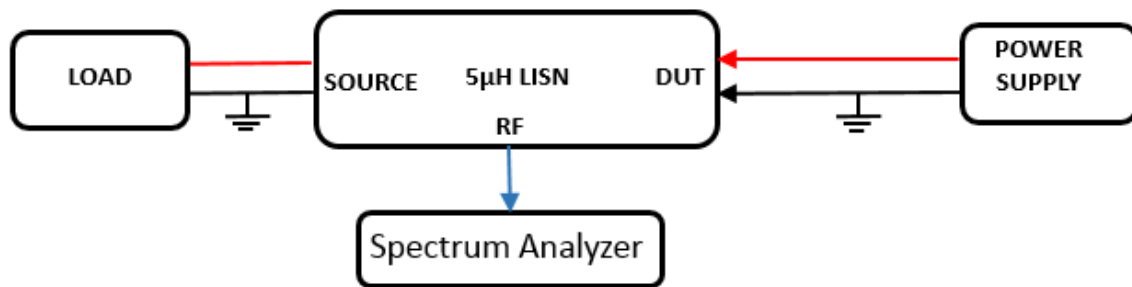 LOAD
SOURCE
5µH LISN
DUT
RF
POWER
SUPPLY
Spectrum Analyzer